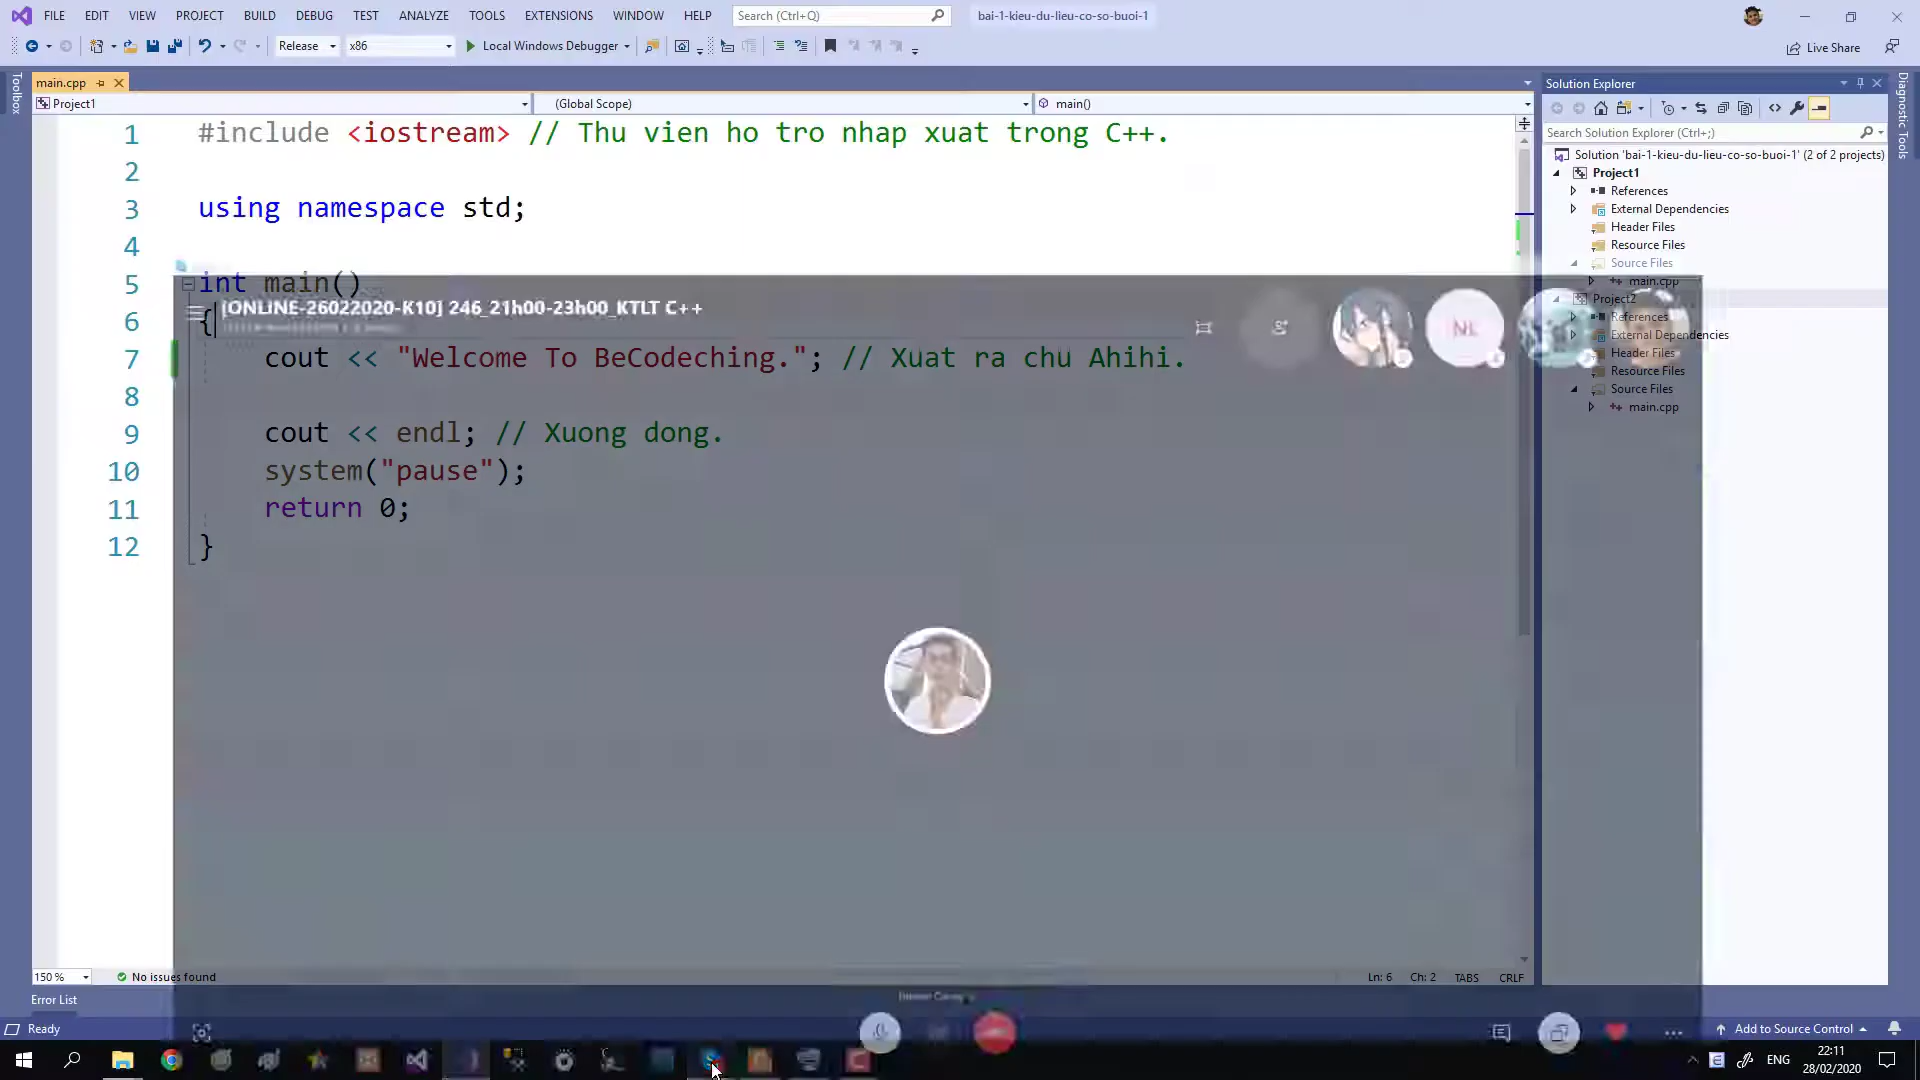 FILE EDIT VIEW PROJECT BUILD DEBUG TEST ANALYZE TOOLS EXTENSIONS WINDOW HELP Search (Ctrl+Q) bai-1-kieu-du-lieu-co-so-buoi-1
Release x86 Local Windows Debugger Live Share
Toolbox
main.cpp
Project1 (Global Scope) main()
1 #include <iostream> // Thu vien ho tro nhap xuat trong C++.
2
3 using namespace std;
4
5 int main()
[ONLINE-26022020-K10] 246_21h00-23h00_KTLT C++
6 {
7 cout << "Welcome To BeCodeching."; // Xuat ra chu Ahihi.
8
9 cout << endl; // Xuong dong.
10 system("pause");
11 return 0;
12 }
NL
Solution Explorer
Search Solution Explorer (Ctrl+;)
Solution 'bai-1-kieu-du-lieu-co-so-buoi-1' (2 of 2 projects)
Project1
References
External Dependencies
Header Files
Resource Files
Source Files
main.cpp
Project2
References
External Dependencies
Header Files
Resource Files
Source Files
main.cpp
Diagnostic Tools
150 % No issues found Ln: 6 Ch: 2 TABS CRLF
Error List
Ready Add to Source Control
ENG 22:11
28/02/2020